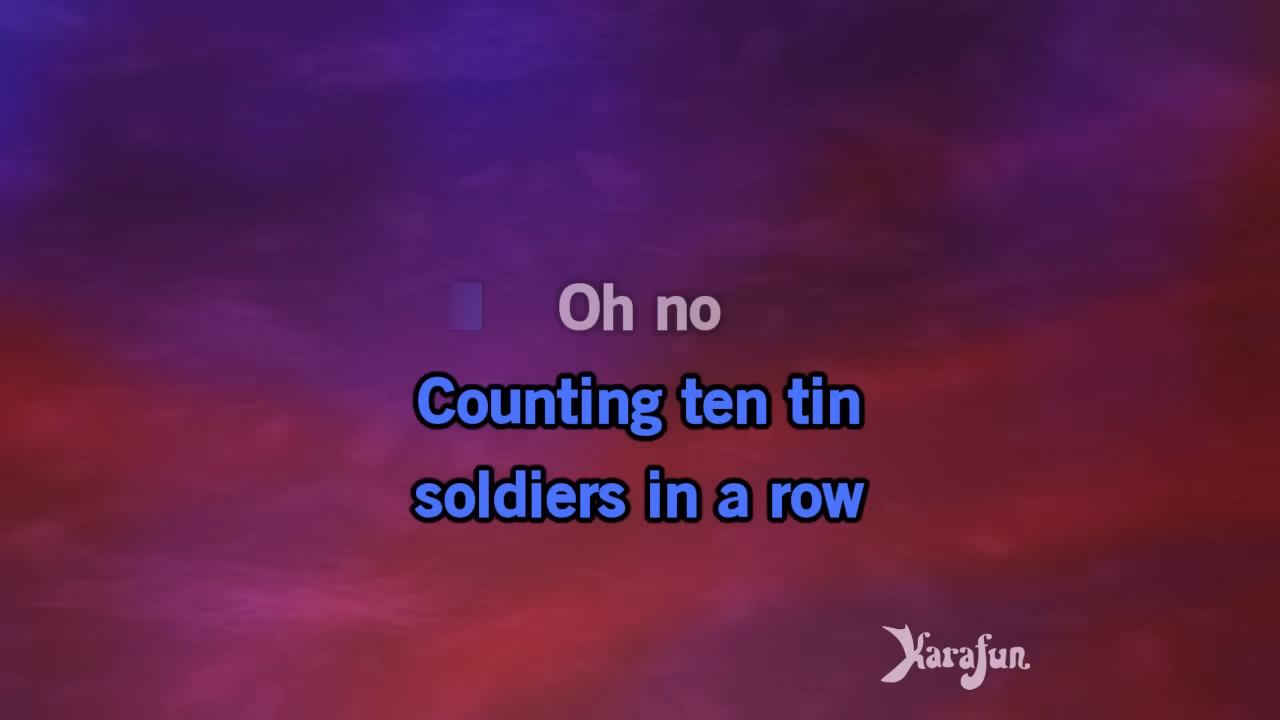 Oh no
Counting ten tin
soldiers in a row
Karafun